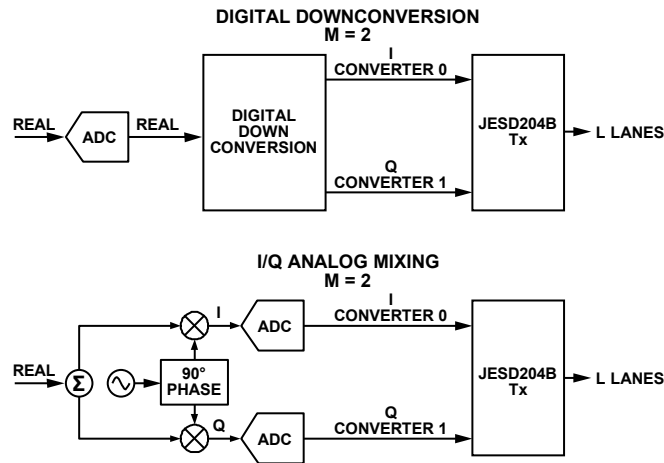 DIGITAL DOWNCONVERSION
M = 2
I
CONVERTER 0
REAL
ADC
REAL
DIGITAL
DOWN
CONVERSION
JESD204B
Tx
L LANES
Q
CONVERTER 1
I/Q ANALOG MIXING
M = 2
I
ADC
I
CONVERTER 0
REAL
Σ
90°
PHASE
JESD204B
Tx
L LANES
Q
ADC
Q
CONVERTER 1